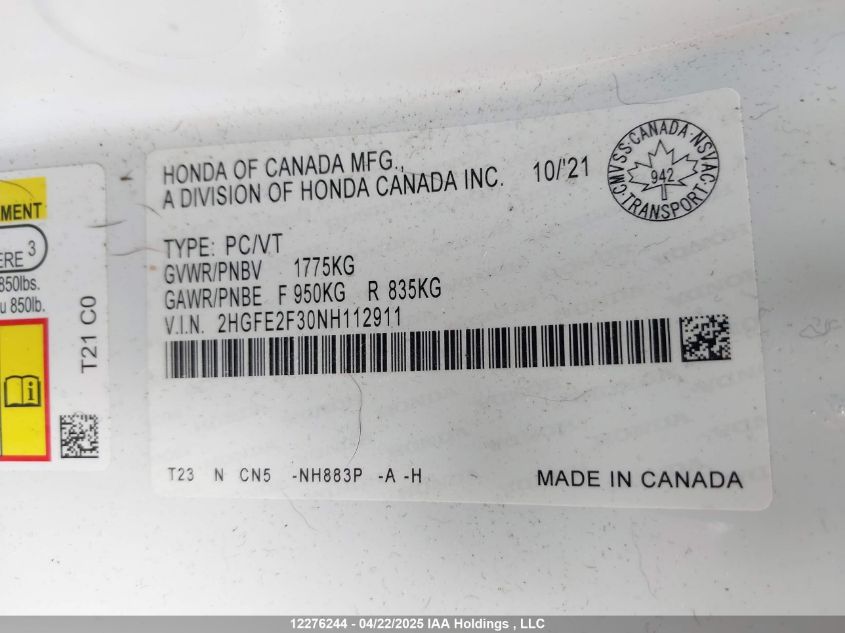 HONDA OF CANADA MFG.,
A DIVISION OF HONDA CANADA INC. 10/'21
CMVSS·CANADA·NSVAC
942
·TRANSPORT·
TYPE: PC/VT
GVWR/PNBV 1775KG
GAWR/PNBE F 950KG R 835KG
V.I.N. 2HGFE2F30NH112911
T23 N CN5 -NH883P -A -H
MADE IN CANADA
MENT
ERE 3
850lbs.
u 850lb.
T21 C0
12276244 - 04/22/2025 IAA Holdings , LLC